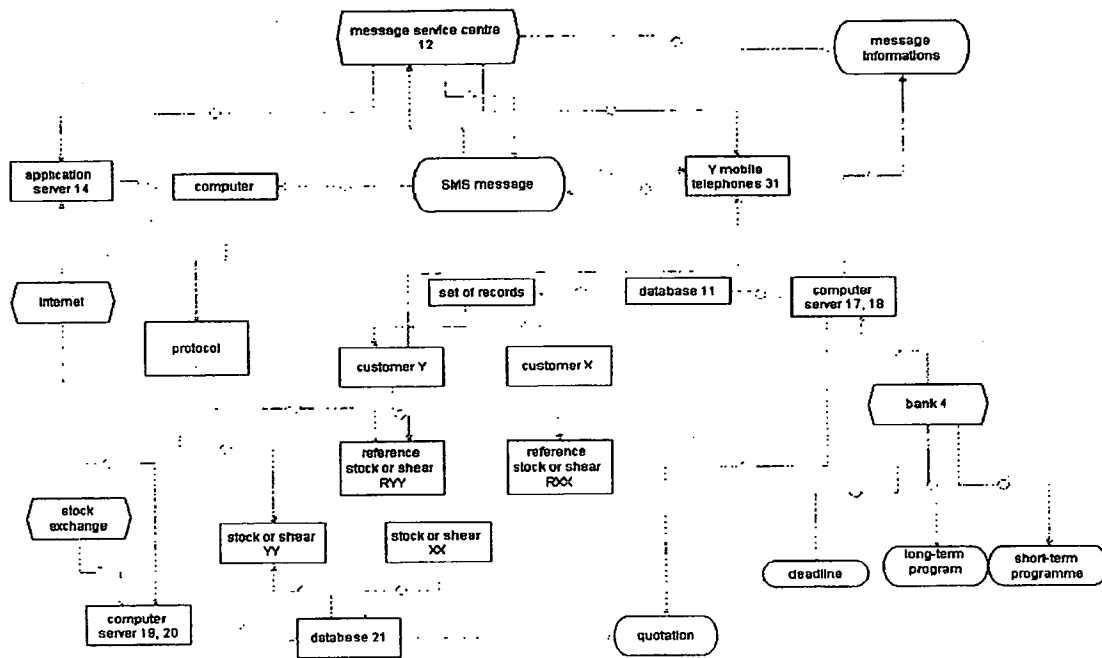 message service centre
12
message
informations
application
server 14
computer
SMS message
Y mobile
telephones 31
internet
set of records
database 11
computer
server 17, 18
protocol
customer Y
customer X
bank 4
reference
stock or shear
RYY
reference
stock or shear
RXX
stock
exchange
stock or shear
YY
stock or shear
XX
deadline
long-term
program
short-term
programme
computer
server 19, 20
database 21
quotation